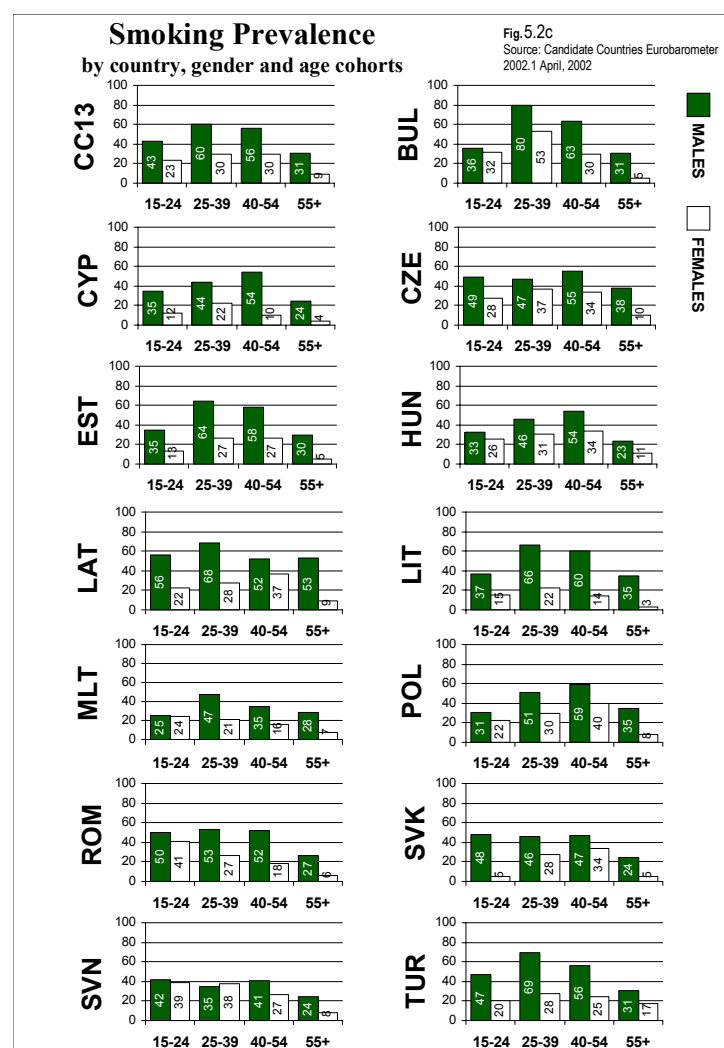 Smoking Prevalence
by country, gender and age cohorts
Fig.5.2c
Source: Candidate Countries Eurobarometer
2002.1 April, 2002
MALES
FEMALES
CC13
100
80
60
40
20
0
43 23 60 30 56 30 31 9
15-24 25-39 40-54 55+
BUL
100
80
60
40
20
0
36 32 80 53 63 30 31 5
15-24 25-39 40-54 55+
CYP
100
80
60
40
20
0
35 12 44 22 54 10 24 4
15-24 25-39 40-54 55+
CZE
100
80
60
40
20
0
49 28 47 37 55 34 38 10
15-24 25-39 40-54 55+
EST
100
80
60
40
20
0
35 13 64 27 58 27 30 5
15-24 25-39 40-54 55+
HUN
100
80
60
40
20
0
33 26 46 31 54 34 23 11
15-24 25-39 40-54 55+
LAT
100
80
60
40
20
0
56 22 68 28 52 37 53 9
15-24 25-39 40-54 55+
LIT
100
80
60
40
20
0
37 15 66 22 60 14 35 3
15-24 25-39 40-54 55+
MLT
100
80
60
40
20
0
25 24 47 21 35 16 28 7
15-24 25-39 40-54 55+
POL
100
80
60
40
20
0
31 22 51 30 59 40 35 8
15-24 25-39 40-54 55+
ROM
100
80
60
40
20
0
50 41 53 27 52 18 27 6
15-24 25-39 40-54 55+
SVK
100
80
60
40
20
0
48 5 46 28 47 34 24 5
15-24 25-39 40-54 55+
SVN
100
80
60
40
20
0
42 39 35 38 41 27 24 8
15-24 25-39 40-54 55+
TUR
100
80
60
40
20
0
47 20 69 28 56 25 31 17
15-24 25-39 40-54 55+